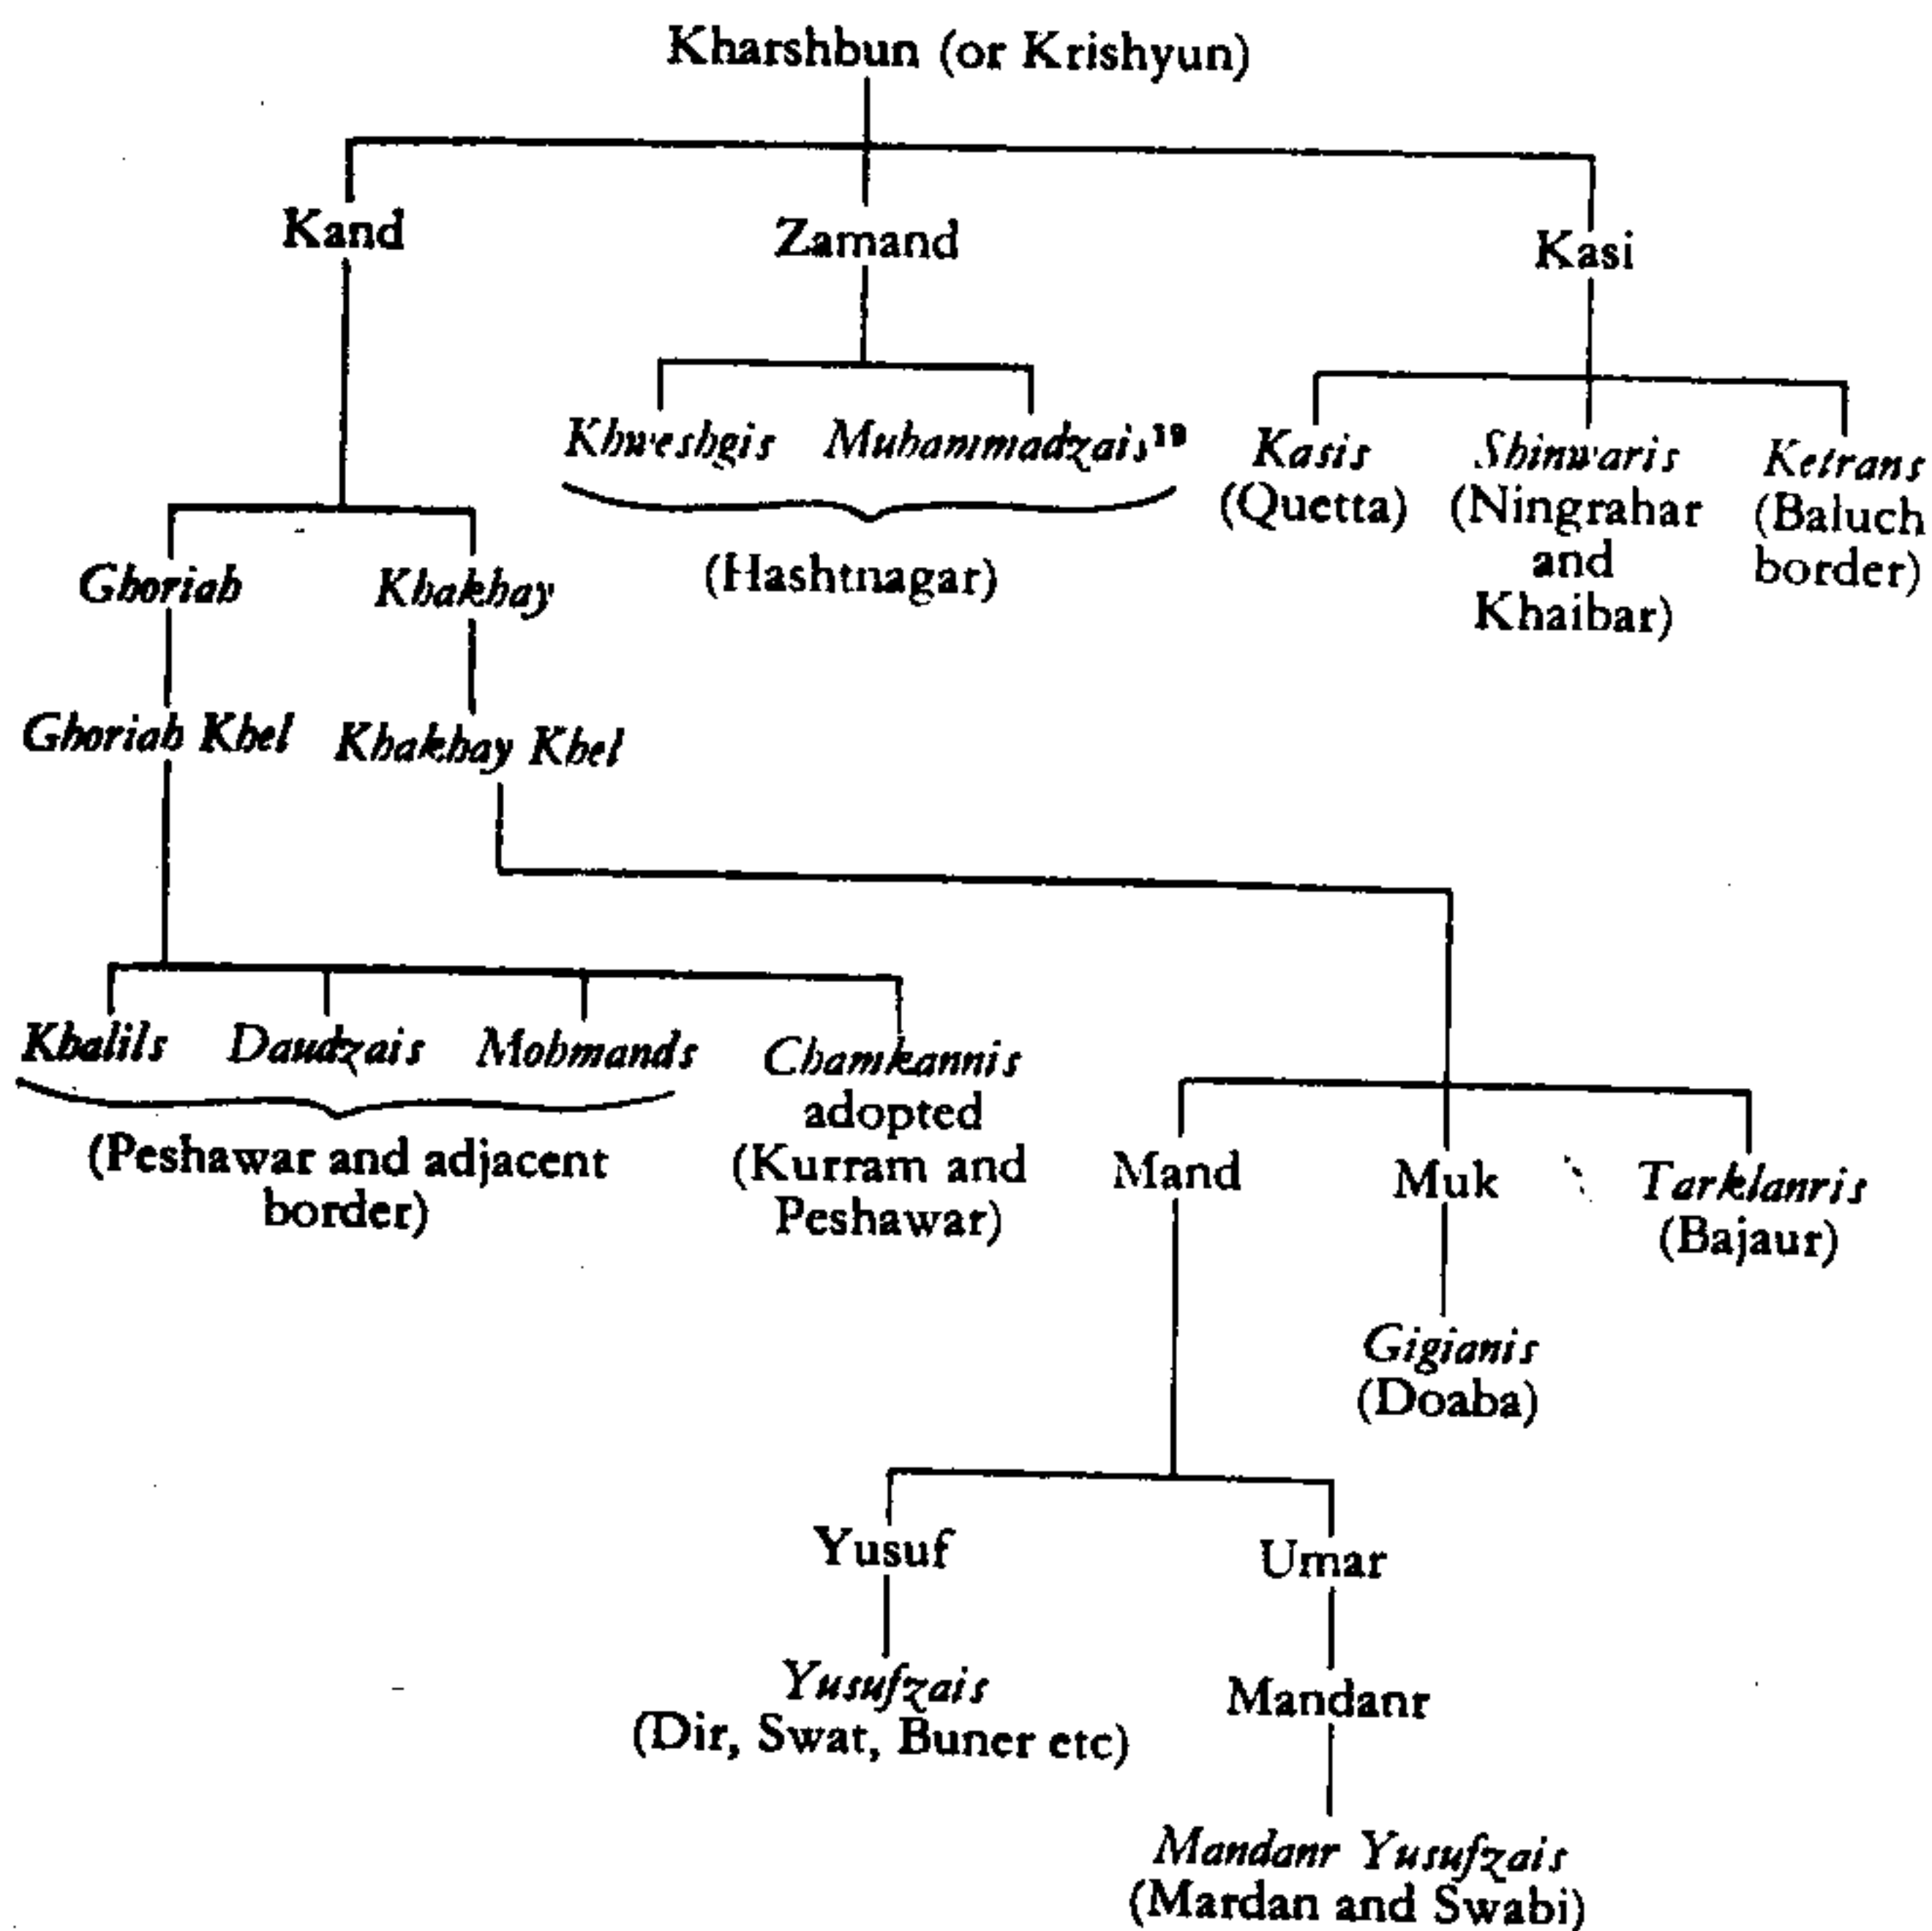 Kharshbun (or Krishyun)
Kand
Zamand
Kasi
Khweshgis
Muhammadzais¹⁹
(Hashtnagar)
Kasis
(Quetta)
Shinwaris
(Ningrahar
and
Khaibar)
Ketrans
(Baluch
border)
Ghoriah
Khakhay
Ghoriah Khel
Khakhay Khel
Khalils
Daudzais
Mohmands
(Peshawar and adjacent
border)
Chamkannis
adopted
(Kurram and
Peshawar)
Mand
Muk
Tarklanris
(Bajaur)
Gigianis
(Doaba)
Yusuf
Umar
Yusufzais
(Dir, Swat, Buner etc)
Mandanr
Mandanr Yusufzais
(Mardan and Swabi)